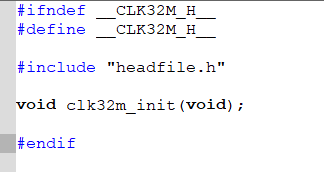 #ifndef __CLK32M_H__
#define __CLK32M_H__
#include "headfile.h"
void clk32m_init(void);
#endif